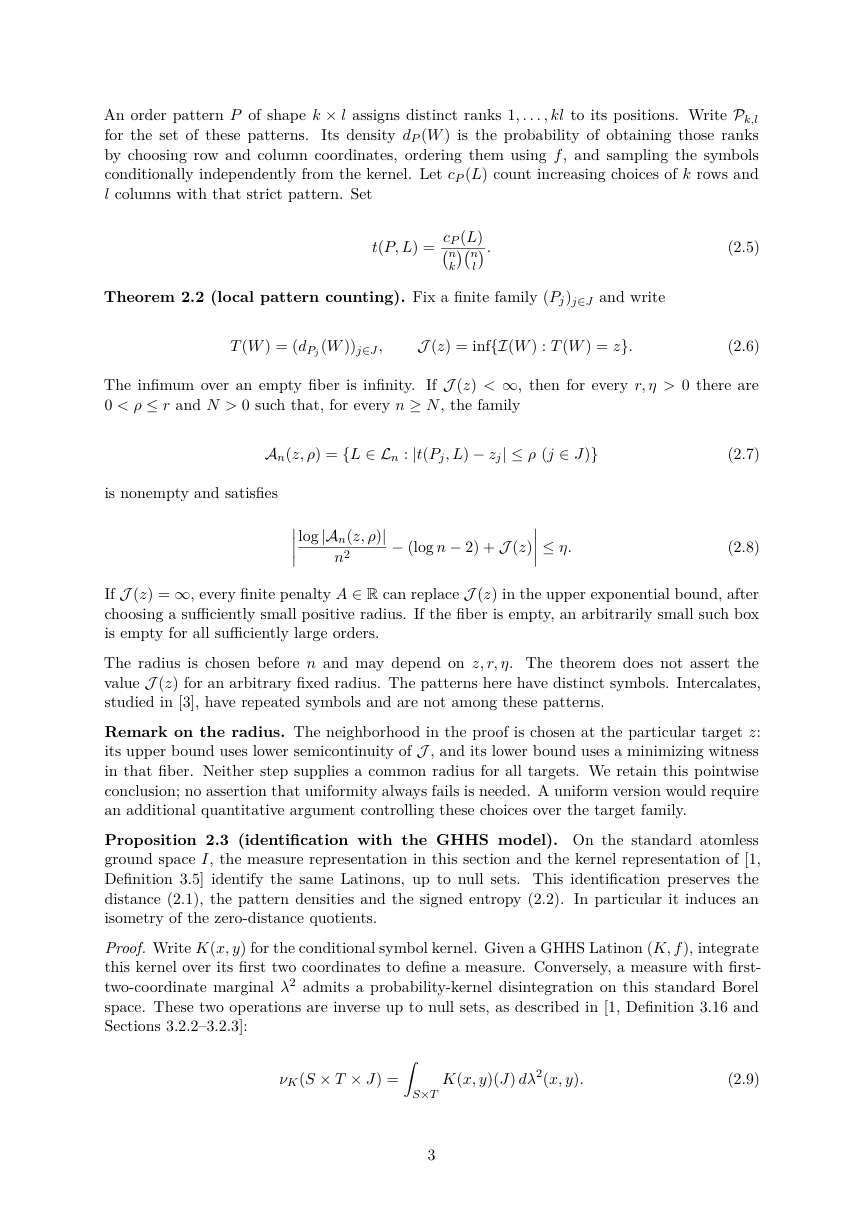 An order pattern P of shape k × l assigns distinct ranks 1, . . . , kl to its positions. Write 𝒫ₖ,ₗ
for the set of these patterns. Its density d_P(W) is the probability of obtaining those ranks
by choosing row and column coordinates, ordering them using f, and sampling the symbols
conditionally independently from the kernel. Let c_P(L) count increasing choices of k rows and
l columns with that strict pattern. Set
t(P, L) = c_P(L) / (n k)(n l). (2.5)
Theorem 2.2 (local pattern counting). Fix a finite family (P_j)_{j∈J} and write
T(W) = (d_{P_j}(W))_{j∈J}, 𝒥(z) = inf{ℐ(W) : T(W) = z}. (2.6)
The infimum over an empty fiber is infinity. If 𝒥(z) < ∞, then for every r, η > 0 there are
0 < ρ ≤ r and N > 0 such that, for every n ≥ N, the family
𝒜_n(z, ρ) = {L ∈ ℒ_n : |t(P_j, L) − z_j| ≤ ρ (j ∈ J)} (2.7)
is nonempty and satisfies
|log |𝒜_n(z, ρ)| / n² − (log n − 2) + 𝒥(z)| ≤ η. (2.8)
If 𝒥(z) = ∞, every finite penalty A ∈ ℝ can replace 𝒥(z) in the upper exponential bound, after
choosing a sufficiently small positive radius. If the fiber is empty, an arbitrarily small such box
is empty for all sufficiently large orders.
The radius is chosen before n and may depend on z, r, η. The theorem does not assert the
value 𝒥(z) for an arbitrary fixed radius. The patterns here have distinct symbols. Intercalates,
studied in [3], have repeated symbols and are not among these patterns.
Remark on the radius. The neighborhood in the proof is chosen at the particular target z:
its upper bound uses lower semicontinuity of 𝒥, and its lower bound uses a minimizing witness
in that fiber. Neither step supplies a common radius for all targets. We retain this pointwise
conclusion; no assertion that uniformity always fails is needed. A uniform version would require
an additional quantitative argument controlling these choices over the target family.
Proposition 2.3 (identification with the GHHS model). On the standard atomless
ground space I, the measure representation in this section and the kernel representation of [1,
Definition 3.5] identify the same Latinons, up to null sets. This identification preserves the
distance (2.1), the pattern densities and the signed entropy (2.2). In particular it induces an
isometry of the zero-distance quotients.
Proof. Write K(x, y) for the conditional symbol kernel. Given a GHHS Latinon (K, f), integrate
this kernel over its first two coordinates to define a measure. Conversely, a measure with first-
two-coordinate marginal λ² admits a probability-kernel disintegration on this standard Borel
space. These two operations are inverse up to null sets, as described in [1, Definition 3.16 and
Sections 3.2.2–3.2.3]:
ν_K(S × T × J) = ∫_{S×T} K(x, y)(J) dλ²(x, y). (2.9)
3